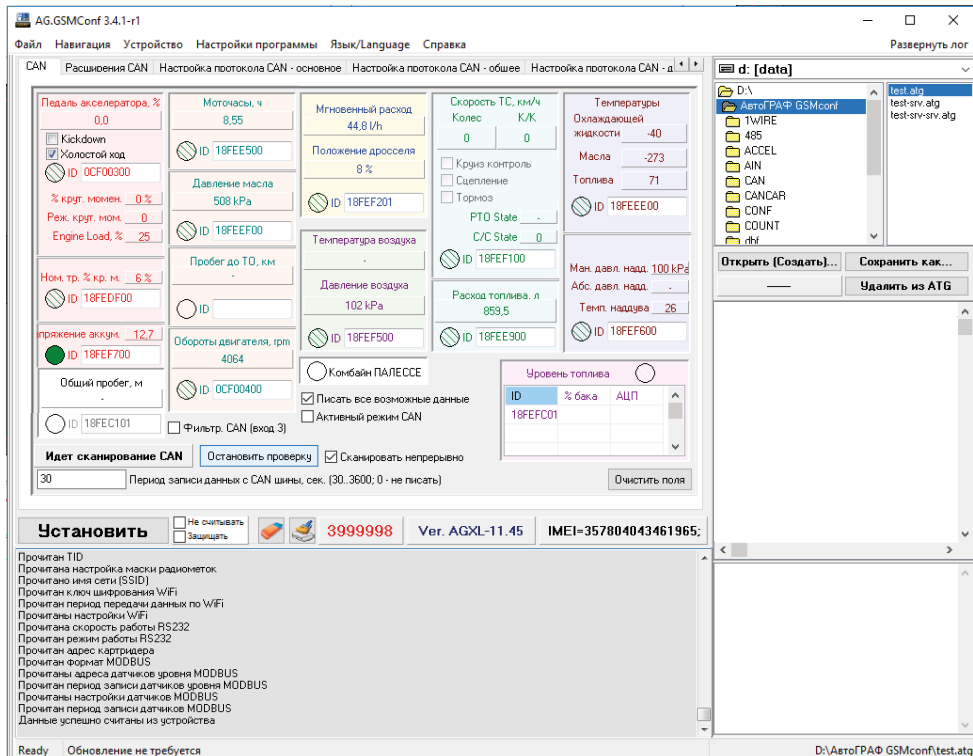 AG.GSMConf 3.4.1-r1
Файл Навигация Устройство Настройки программы Язык/Language Справка Развернуть лог
CAN Расширения CAN Настройка протокола CAN - основное Настройка протокола CAN - общее Настройка протокола CAN - д
Педаль акселератора, %
0,0
Kickdown
Холостой ход
ID 0CF00300
% крут. момен. 0 %
Реж. крут. мом. 0
Engine Load, % 25
Ном. тр. % кр. м. 6 %
ID 18FEDF00
пряжение аккум. 12,7
ID 18FEF700
Общий пробег, м
-
ID 18FEC101
Моточасы, ч
8,55
ID 18FEE500
Давление масла
508 kPa
ID 18FEEF00
Пробег до ТО, км
-
ID
Обороты двигателя, rpm
4064
ID 0CF00400
Фильтр. CAN (вход 3)
Мгновенный расход
44,8 l/h
Положение дросселя
8 %
ID 18FEF201
Температура воздуха
-
Давление воздуха
102 kPa
ID 18FEF500
Комбайн ПАЛЕССЕ
Писать все возможные данные
Активный режим CAN
Скорость ТС, км/ч
Колес К/К
0 0
Круиз контроль
Сцепление
Тормоз
PTO State -
C/C State 0
ID 18FEF100
Расход топлива, л
859,5
ID 18FEE900
Температуры
Охлаждающей
жидкости -40
Масла -273
Топлива 71
ID 18FEEE00
Ман. давл. надд. 100 kPa
Абс. давл. надд. -
Темп. наддува 26
ID 18FEF600
Уровень топлива
ID % бака АЦП
18FEFC01
Идет сканирование CAN Остановить проверку Сканировать непрерывно
30 Период записи данных с CAN шины, сек. (30..3600; 0 - не писать) Очистить поля
Установить
Не считывать
Защищать
3999998 Ver. AGXL-11.45 IMEI=357804043461965;
Прочитан TID
Прочитана настройка маски радиометок
Прочитано имя сети (SSID)
Прочитан ключ шифрования WiFi
Прочитан период передачи данных по WiFi
Прочитаны настройки WiFi
Прочитана скорость работы RS232
Прочитан режим работы RS232
Прочитан адрес картридера
Прочитан формат MODBUS
Прочитаны адреса датчиков уровня MODBUS
Прочитан период записи датчиков уровня MODBUS
Прочитаны настройки датчиков MODBUS
Прочитан период записи датчиков MODBUS
Данные успешно считаны из устройства
d: [data]
D:\
АвтоГРАФ GSMconf
1WIRE
485
ACCEL
AIN
CAN
CANCAR
CONF
COUNT
dbf
test.atg
test-srv.atg
test-srv-srv.atg
Открыть (Создать)... Сохранить как...
Удалить из ATG
Ready Обновление не требуется D:\АвтоГРАФ GSMconf\test.atg